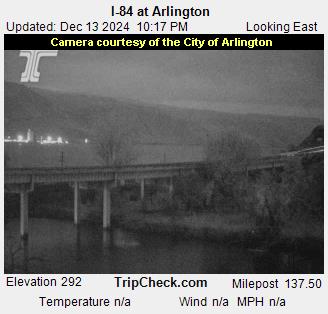 I-84 at Arlington
Updated: Dec 13 2024 10:17 PM Looking East
Camera courtesy of the City of Arlington
Elevation 292 TripCheck.com Milepost 137.50
Temperature n/a Wind n/a MPH n/a